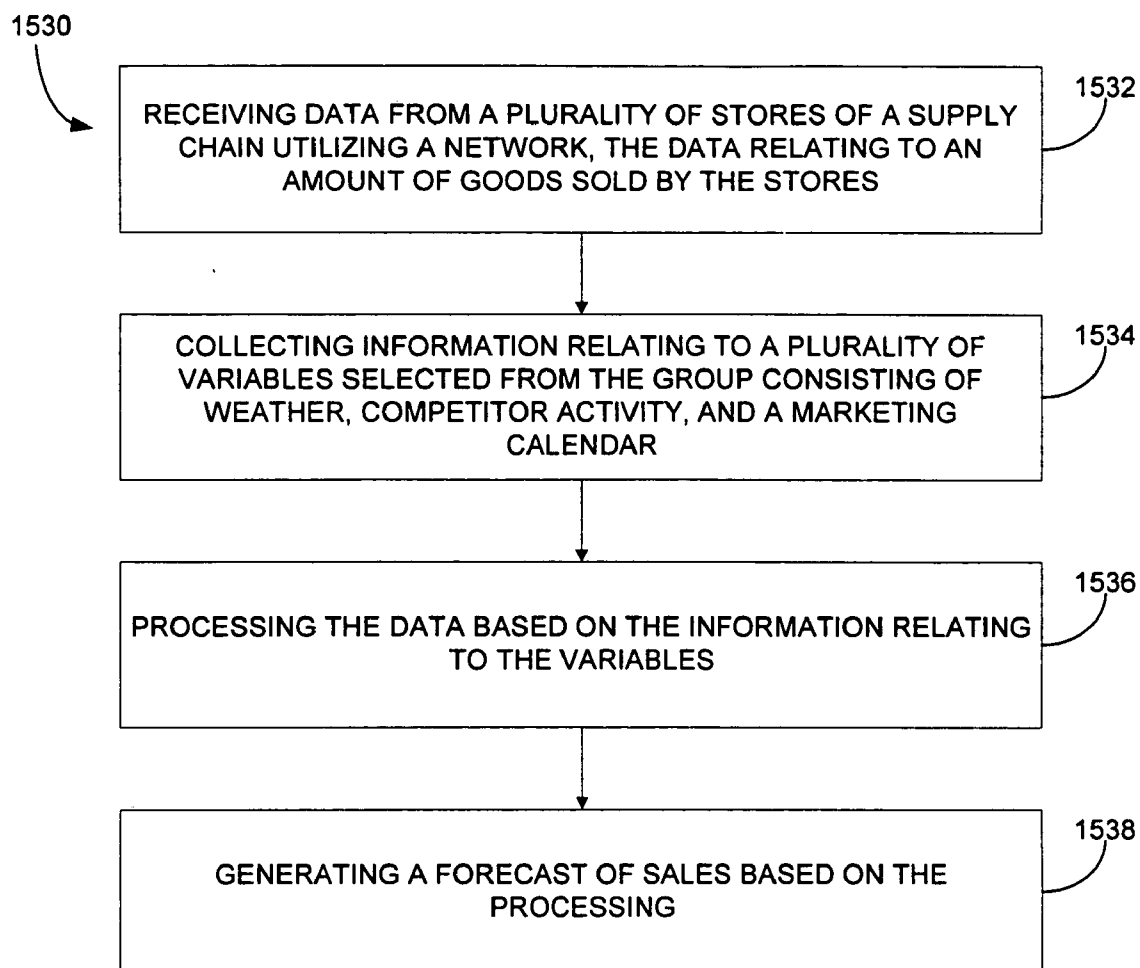 1530
1532
RECEIVING DATA FROM A PLURALITY OF STORES OF A SUPPLY
CHAIN UTILIZING A NETWORK, THE DATA RELATING TO AN
AMOUNT OF GOODS SOLD BY THE STORES
1534
COLLECTING INFORMATION RELATING TO A PLURALITY OF
VARIABLES SELECTED FROM THE GROUP CONSISTING OF
WEATHER, COMPETITOR ACTIVITY, AND A MARKETING
CALENDAR
1536
PROCESSING THE DATA BASED ON THE INFORMATION RELATING
TO THE VARIABLES
1538
GENERATING A FORECAST OF SALES BASED ON THE
PROCESSING